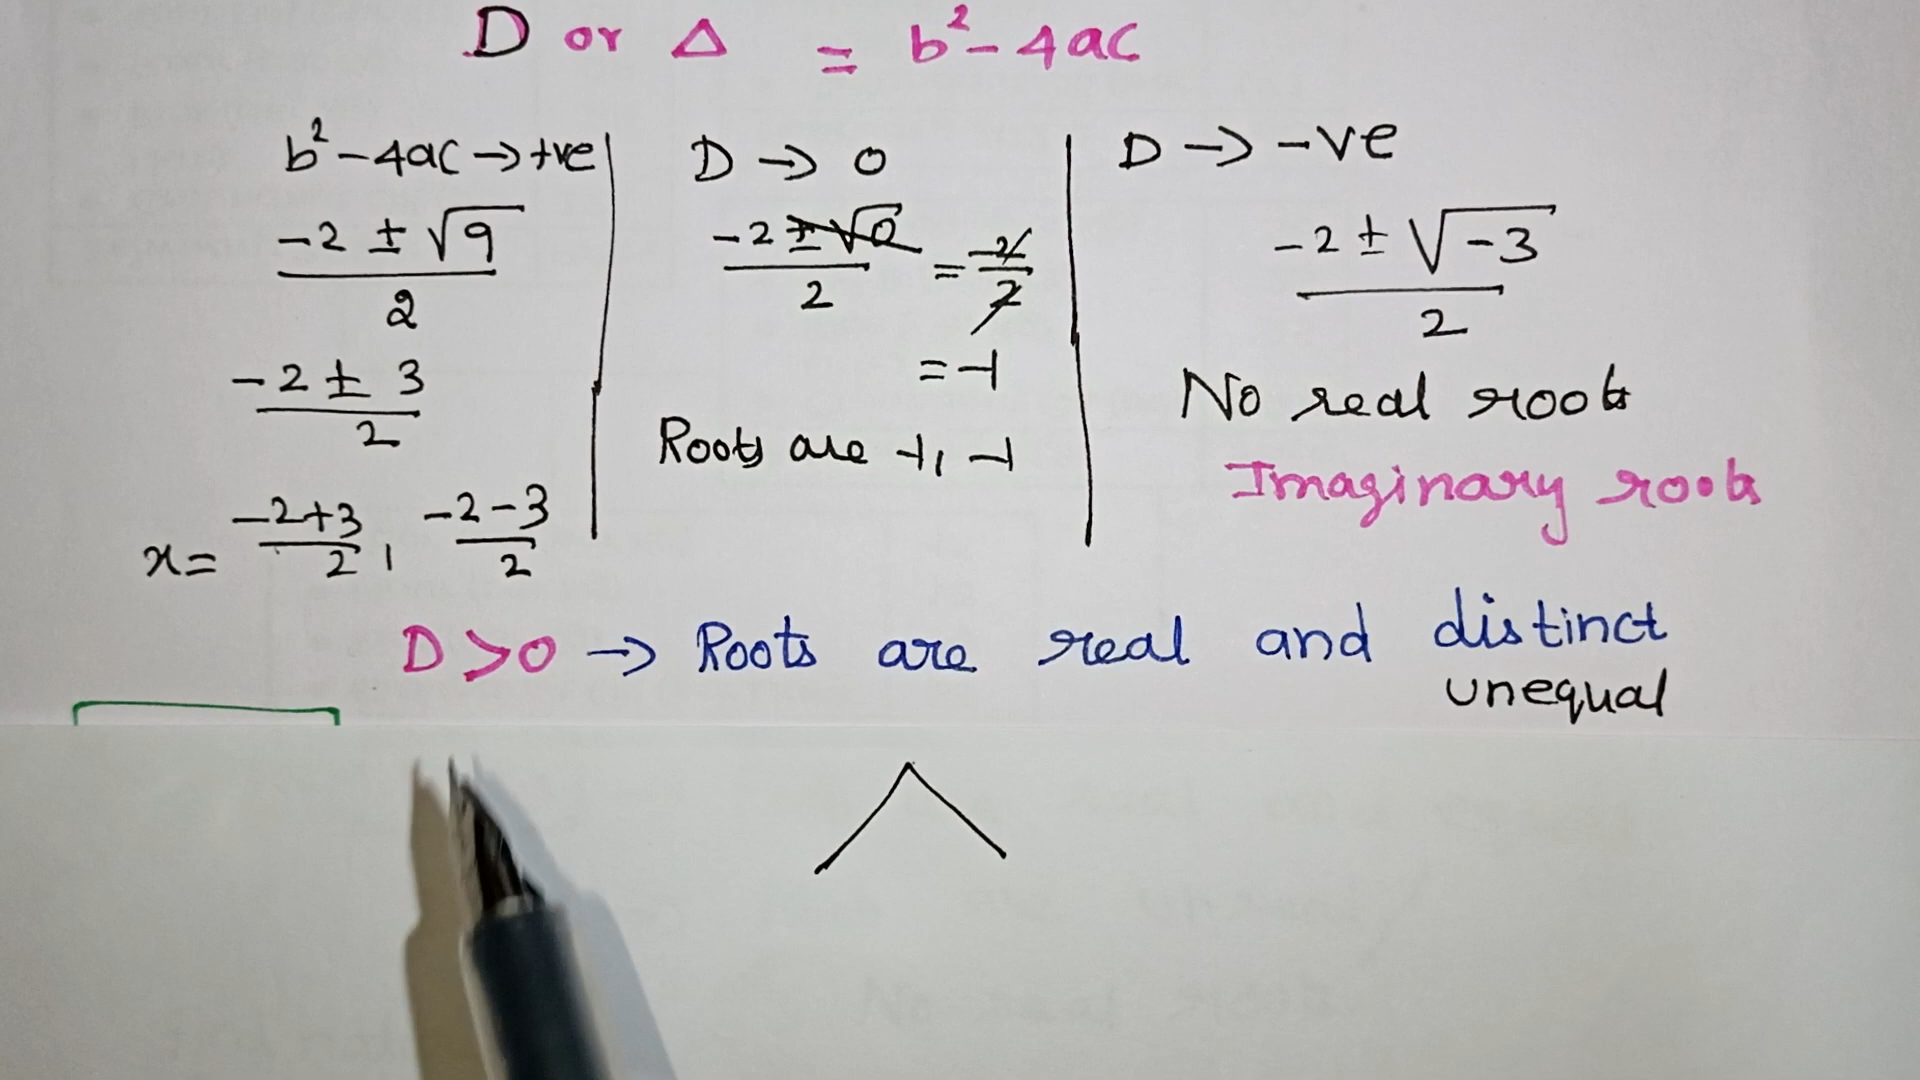 D or Δ = b² - 4ac
b² - 4ac → +ve
-2 ± √9
2
-2 ± 3
2
x = -2+3/2 , -2-3/2
D → 0
-2 ± √0/2 = -2/2
= -1
Roots are -1, -1
D → -ve
-2 ± √-3
2
No real roots
Imaginary roots
D > 0 → Roots are real and distinct
unequal